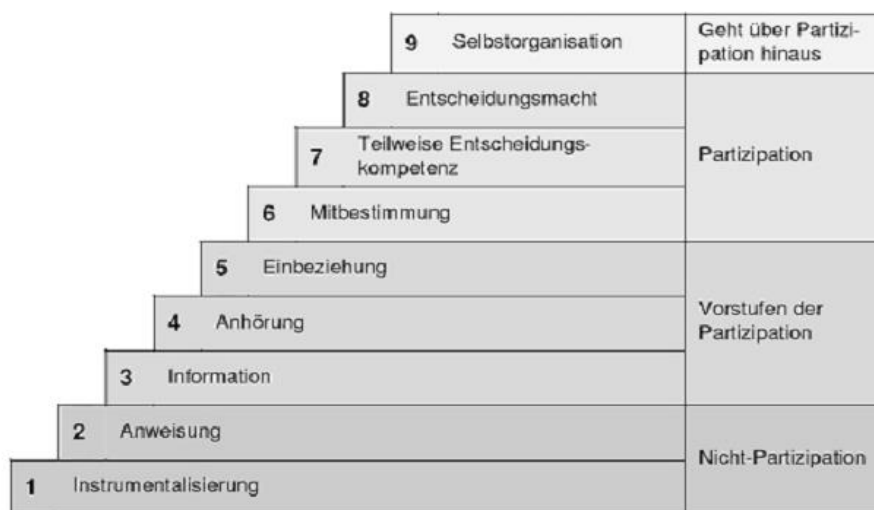 9 Selbstorganisation
Geht über Partizi-
pation hinaus
8 Entscheidungsmacht
7 Teilweise Entscheidungs-
kompetenz
Partizipation
6 Mitbestimmung
5 Einbeziehung
4 Anhörung
Vorstufen der
Partizipation
3 Information
2 Anweisung
Nicht-Partizipation
1 Instrumentalisierung